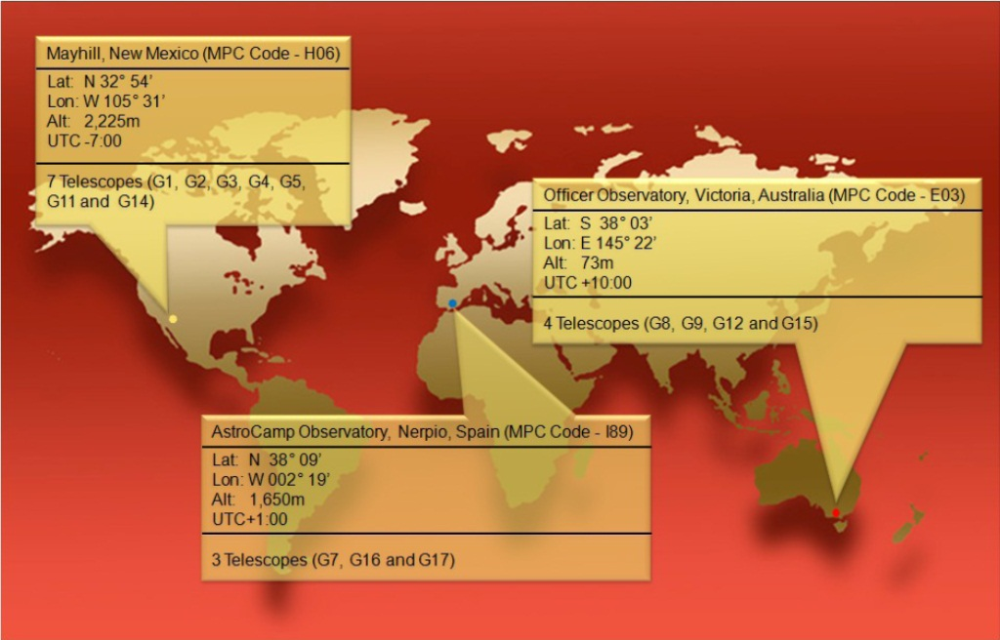 Mayhill, New Mexico (MPC Code - H06)
Lat: N 32° 54'
Lon: W 105° 31'
Alt: 2,225m
UTC -7:00
7 Telescopes (G1, G2, G3, G4, G5,
G11 and G14)
Officer Observatory, Victoria, Australia (MPC Code - E03)
Lat: S 38° 03'
Lon: E 145° 22'
Alt: 73m
UTC +10:00
4 Telescopes (G8, G9, G12 and G15)
AstroCamp Observatory, Nerpio, Spain (MPC Code - I89)
Lat: N 38° 09'
Lon: W 002° 19'
Alt: 1,650m
UTC+1:00
3 Telescopes (G7, G16 and G17)